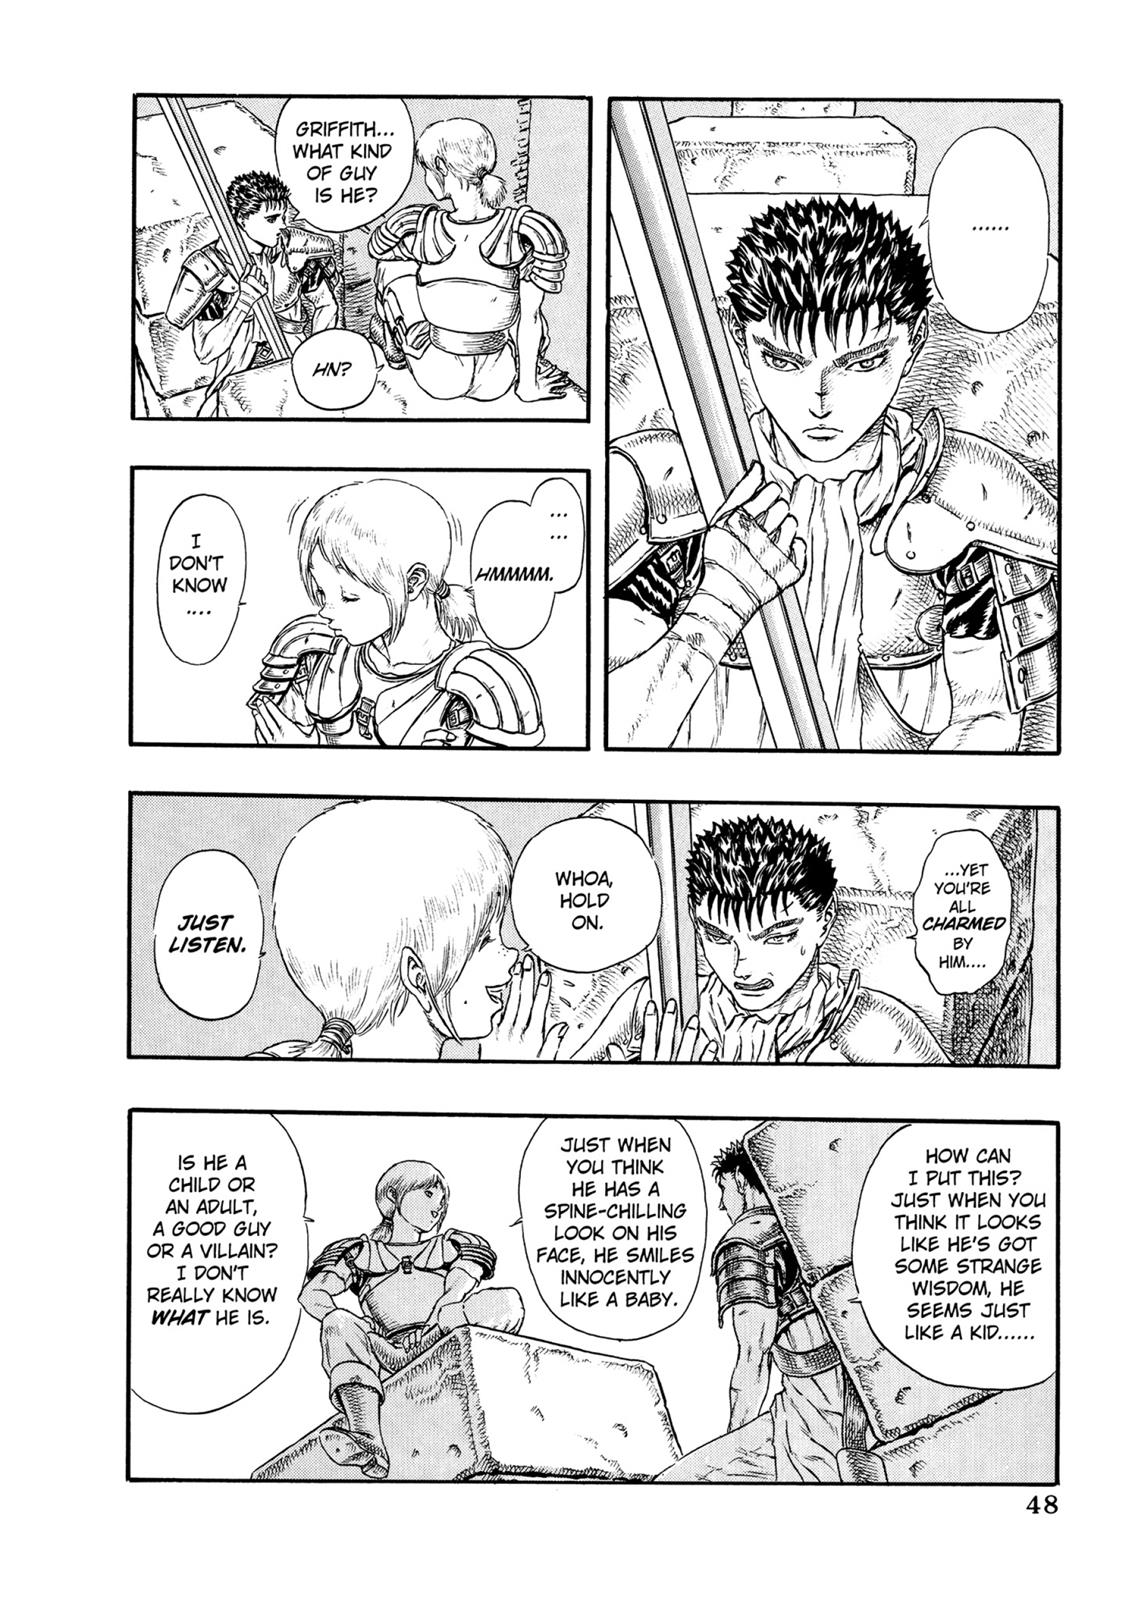 ......
GRIFFITH...
WHAT KIND
OF GUY
IS HE?
HN?
...
...
HMMMM.
I
DON'T
KNOW
....
...YET
YOU'RE
ALL
CHARMED
BY
HIM....
WHOA,
HOLD
ON.
JUST
LISTEN.
HOW CAN
I PUT THIS?
JUST WHEN YOU
THINK IT LOOKS
LIKE HE'S GOT
SOME STRANGE
WISDOM, HE
SEEMS JUST
LIKE A KID......
JUST WHEN
YOU THINK
HE HAS A
SPINE-CHILLING
LOOK ON HIS
FACE, HE SMILES
INNOCENTLY
LIKE A BABY.
IS HE A
CHILD OR
AN ADULT,
A GOOD GUY
OR A VILLAIN?
I DON'T
REALLY KNOW
WHAT HE IS.
48